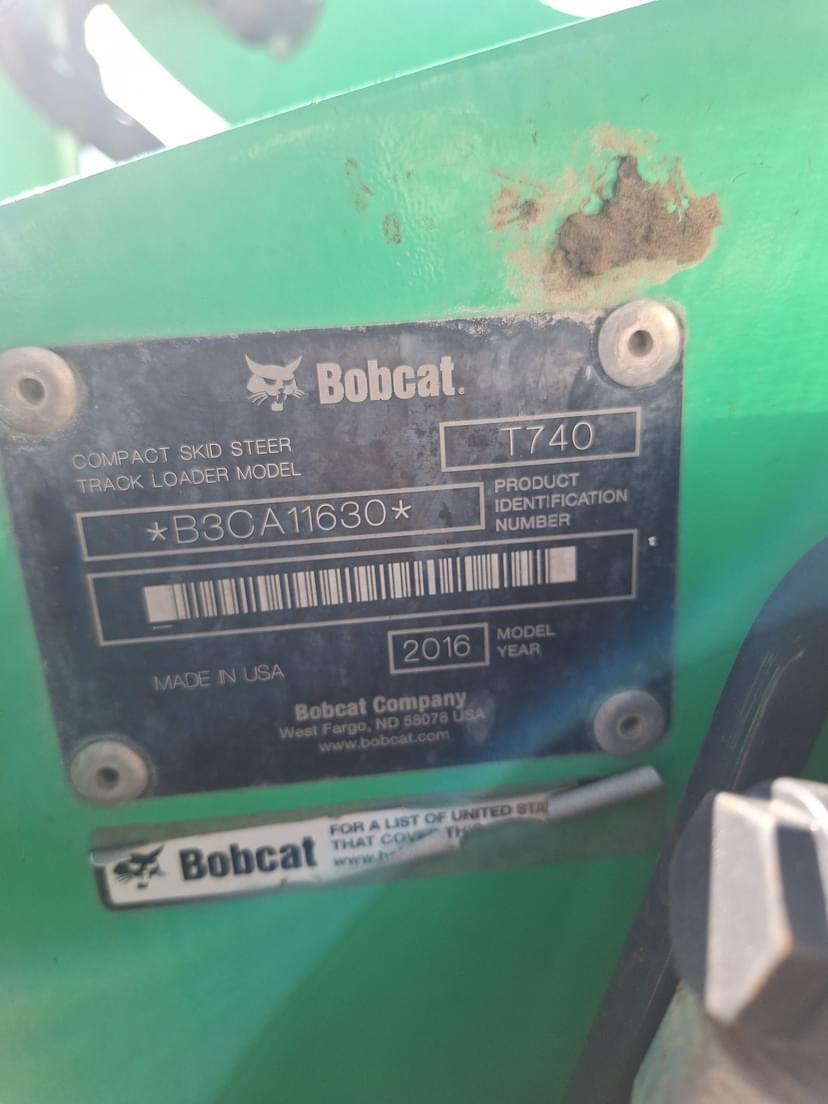 Bobcat.
COMPACT SKID STEER
TRACK LOADER MODEL
T740
*B3CA11630*
PRODUCT
IDENTIFICATION
NUMBER
2016
MODEL
YEAR
MADE IN USA
Bobcat Company
West Fargo, ND 58078 USA
www.bobcat.com
Bobcat
FOR A LIST OF UNITED STA
THAT